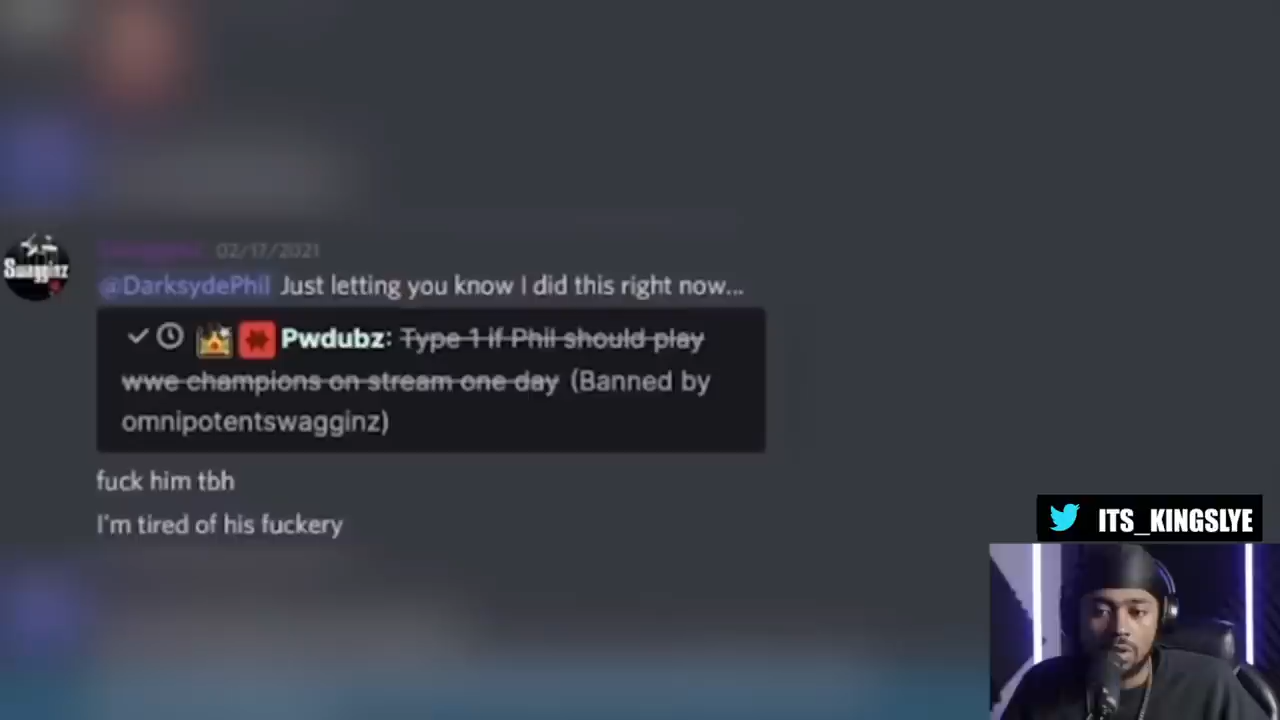 02/17/2021
Swagginz
@DarksydePhil Just letting you know I did this right now...
Pwdubz: Type 1 if Phil should play
wwe champions on stream one day (Banned by
omnipotentswagginz)
fuck him tbh
I'm tired of his fuckery
ITS_KINGSLYE